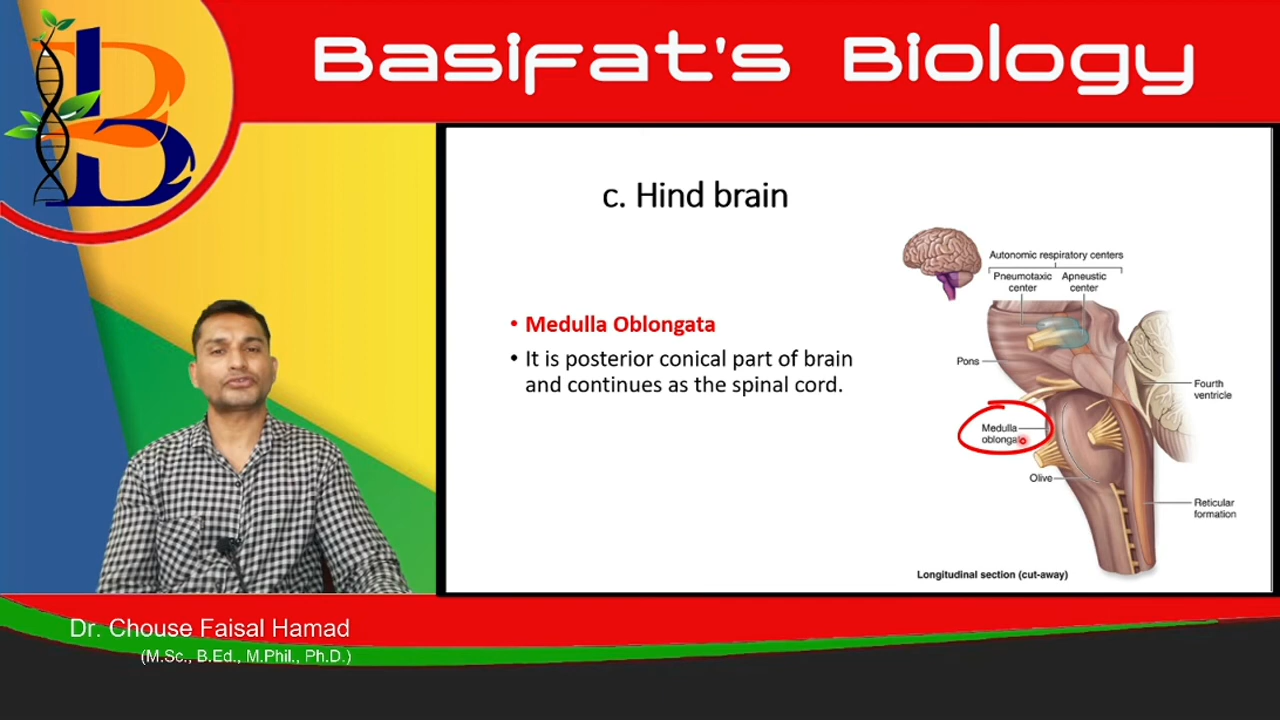 Basifat's Biology
c. Hind brain
• Medulla Oblongata
• It is posterior conical part of brain
and continues as the spinal cord.
Autonomic respiratory centers
Pneumotaxic
center
Apneustic
center
Pons
Fourth
ventricle
Medulla
oblongata
Olive
Reticular
formation
Longitudinal section (cut-away)
Dr. Chouse Faisal Hamad
(M.Sc., B.Ed., M.Phil., Ph.D.)